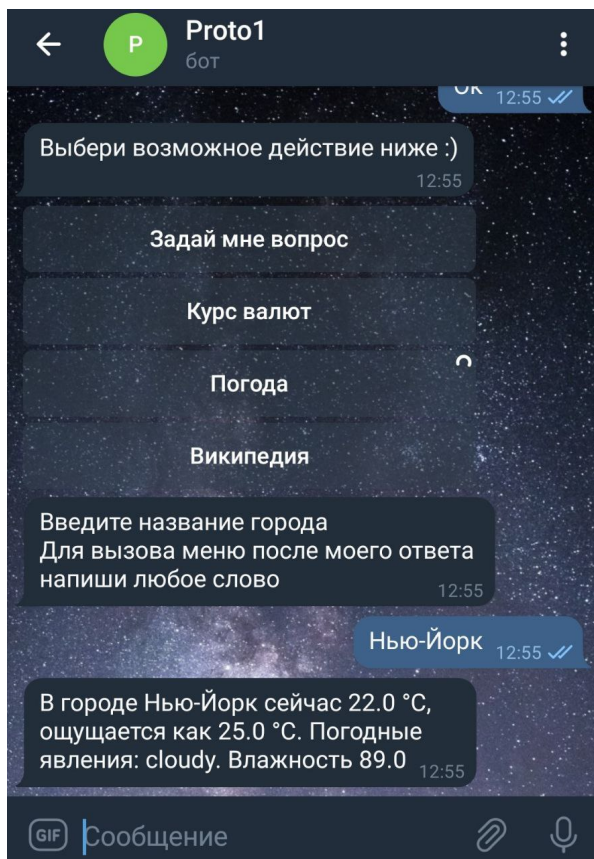 Proto1
P
бот
ок
12:55
Выбери возможное действие ниже :)
12:55
Задай мне вопрос
Курс валют
Погода
Википедия
Введите название города
Для вызова меню после моего ответа
напиши любое слово
12:55
Нью-Йорк 12:55
В городе Нью-Йорк сейчас 22.0 °C,
ощущается как 25.0 °C. Погодные
явления: cloudy. Влажность 89.0
12:55
GIF Сообщение